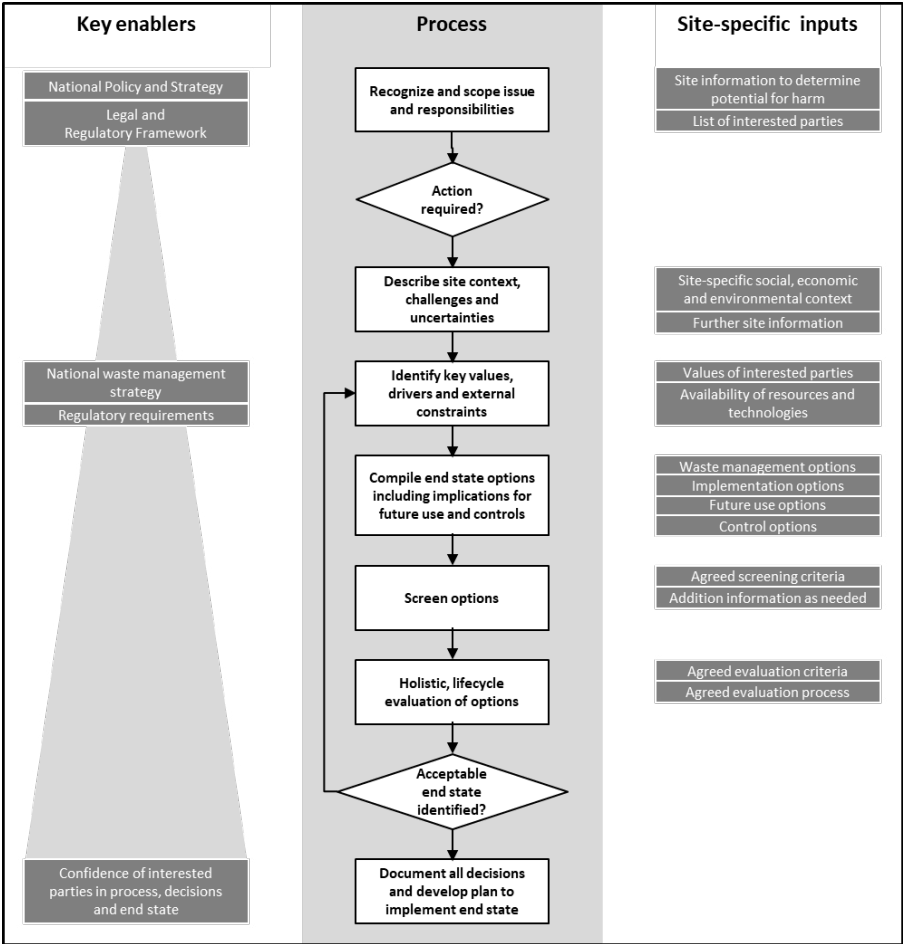 Key enablers
Process
Site-specific inputs
National Policy and Strategy
Legal and
Regulatory Framework
Recognize and scope issue
and responsibilities
Site information to determine
potential for harm
List of interested parties
Action
required?
Describe site context,
challenges and
uncertainties
Site-specific social, economic
and environmental context
Further site information
National waste management
strategy
Regulatory requirements
Identify key values,
drivers and external
constraints
Values of interested parties
Availability of resources and
technologies
Compile end state options
including implications for
future use and controls
Waste management options
Implementation options
Future use options
Control options
Screen options
Agreed screening criteria
Addition information as needed
Holistic, lifecycle
evaluation of options
Agreed evaluation criteria
Agreed evaluation process
Acceptable
end state
identified?
Confidence of interested
parties in process, decisions
and end state
Document all decisions
and develop plan to
implement end state